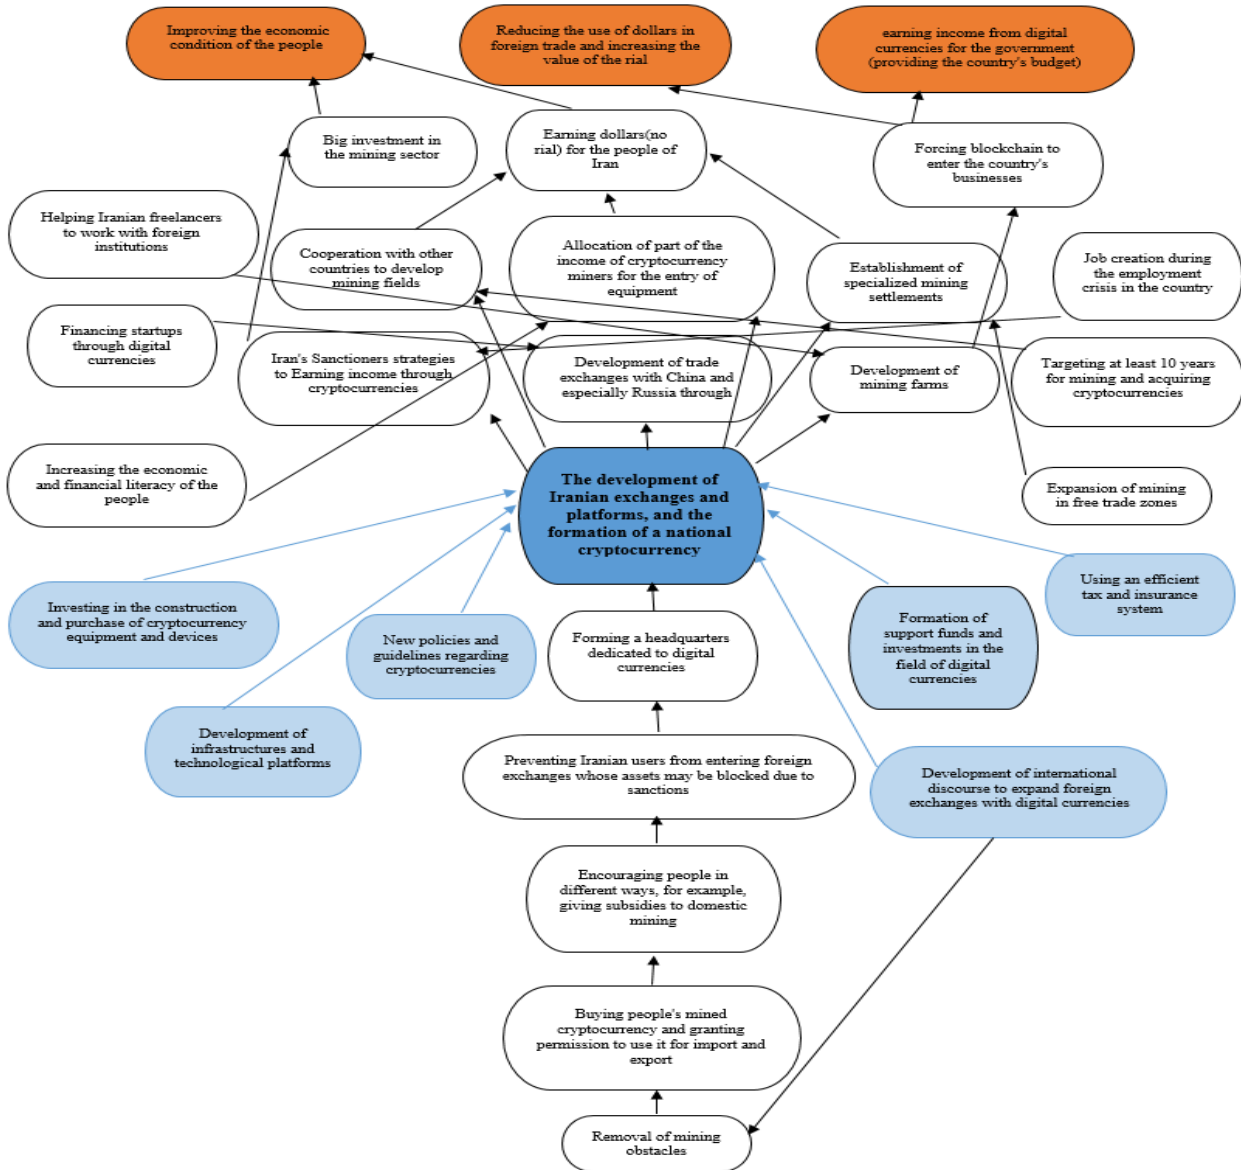 Improving the economic
condition of the people
Reducing the use of dollars in
foreign trade and increasing the
value of the rial
earning income from digital
currencies for the government
(providing the country's budget)
Big investment in
the mining sector
Earning dollars(no
rial) for the people of
Iran
Forcing blockchain to
enter the country's
businesses
Helping Iranian freelancers
to work with foreign
institutions
Cooperation with other
countries to develop
mining fields
Allocation of part of the
income of cryptocurrency
miners for the entry of
equipment
Establishment of
specialized mining
settlements
Job creation during
the employment
crisis in the country
Financing startups
through digital
currencies
Iran's Sanctioners strategies
to Earning income through
cryptocurrencies
Development of trade
exchanges with China and
especially Russia through
Development of
mining farms
Targeting at least 10 years
for mining and acquiring
cryptocurrencies
Increasing the economic
and financial literacy of the
people
The development of
Iranian exchanges and
platforms, and the
formation of a national
cryptocurrency
Expansion of mining
in free trade zones
Investing in the construction
and purchase of cryptocurrency
equipment and devices
New policies and
guidelines regarding
cryptocurrencies
Forming a headquarters
dedicated to digital
currencies
Formation of
support funds and
investments in the
field of digital
currencies
Using an efficient
tax and insurance
system
Development of
infrastructures and
technological platforms
Preventing Iranian users from entering foreign
exchanges whose assets may be blocked due to
sanctions
Development of international
discourse to expand foreign
exchanges with digital currencies
Encouraging people in
different ways, for example,
giving subsidies to domestic
mining
Buying people's mined
cryptocurrency and granting
permission to use it for import and
export
Removal of mining
obstacles